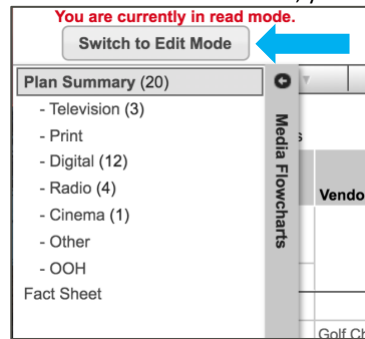 You are currently in read mode.
Switch to Edit Mode
Plan Summary (20)
- Television (3)
- Print
- Digital (12)
- Radio (4)
- Cinema (1)
- Other
- OOH
Fact Sheet
Media Flowcharts
s
Vendo
Golf Ch